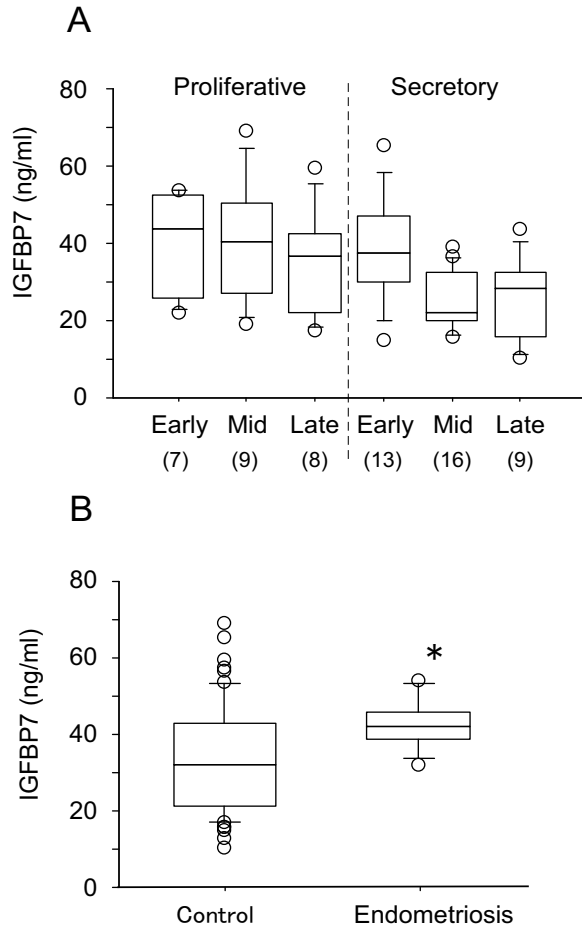 A
Proliferative Secretory
IGFBP7 (ng/ml)
80
60
40
20
0
Early Mid Late Early Mid Late
(7) (9) (8) (13) (16) (9)
B
IGFBP7 (ng/ml)
80
60
40
20
0
*
Control Endometriosis